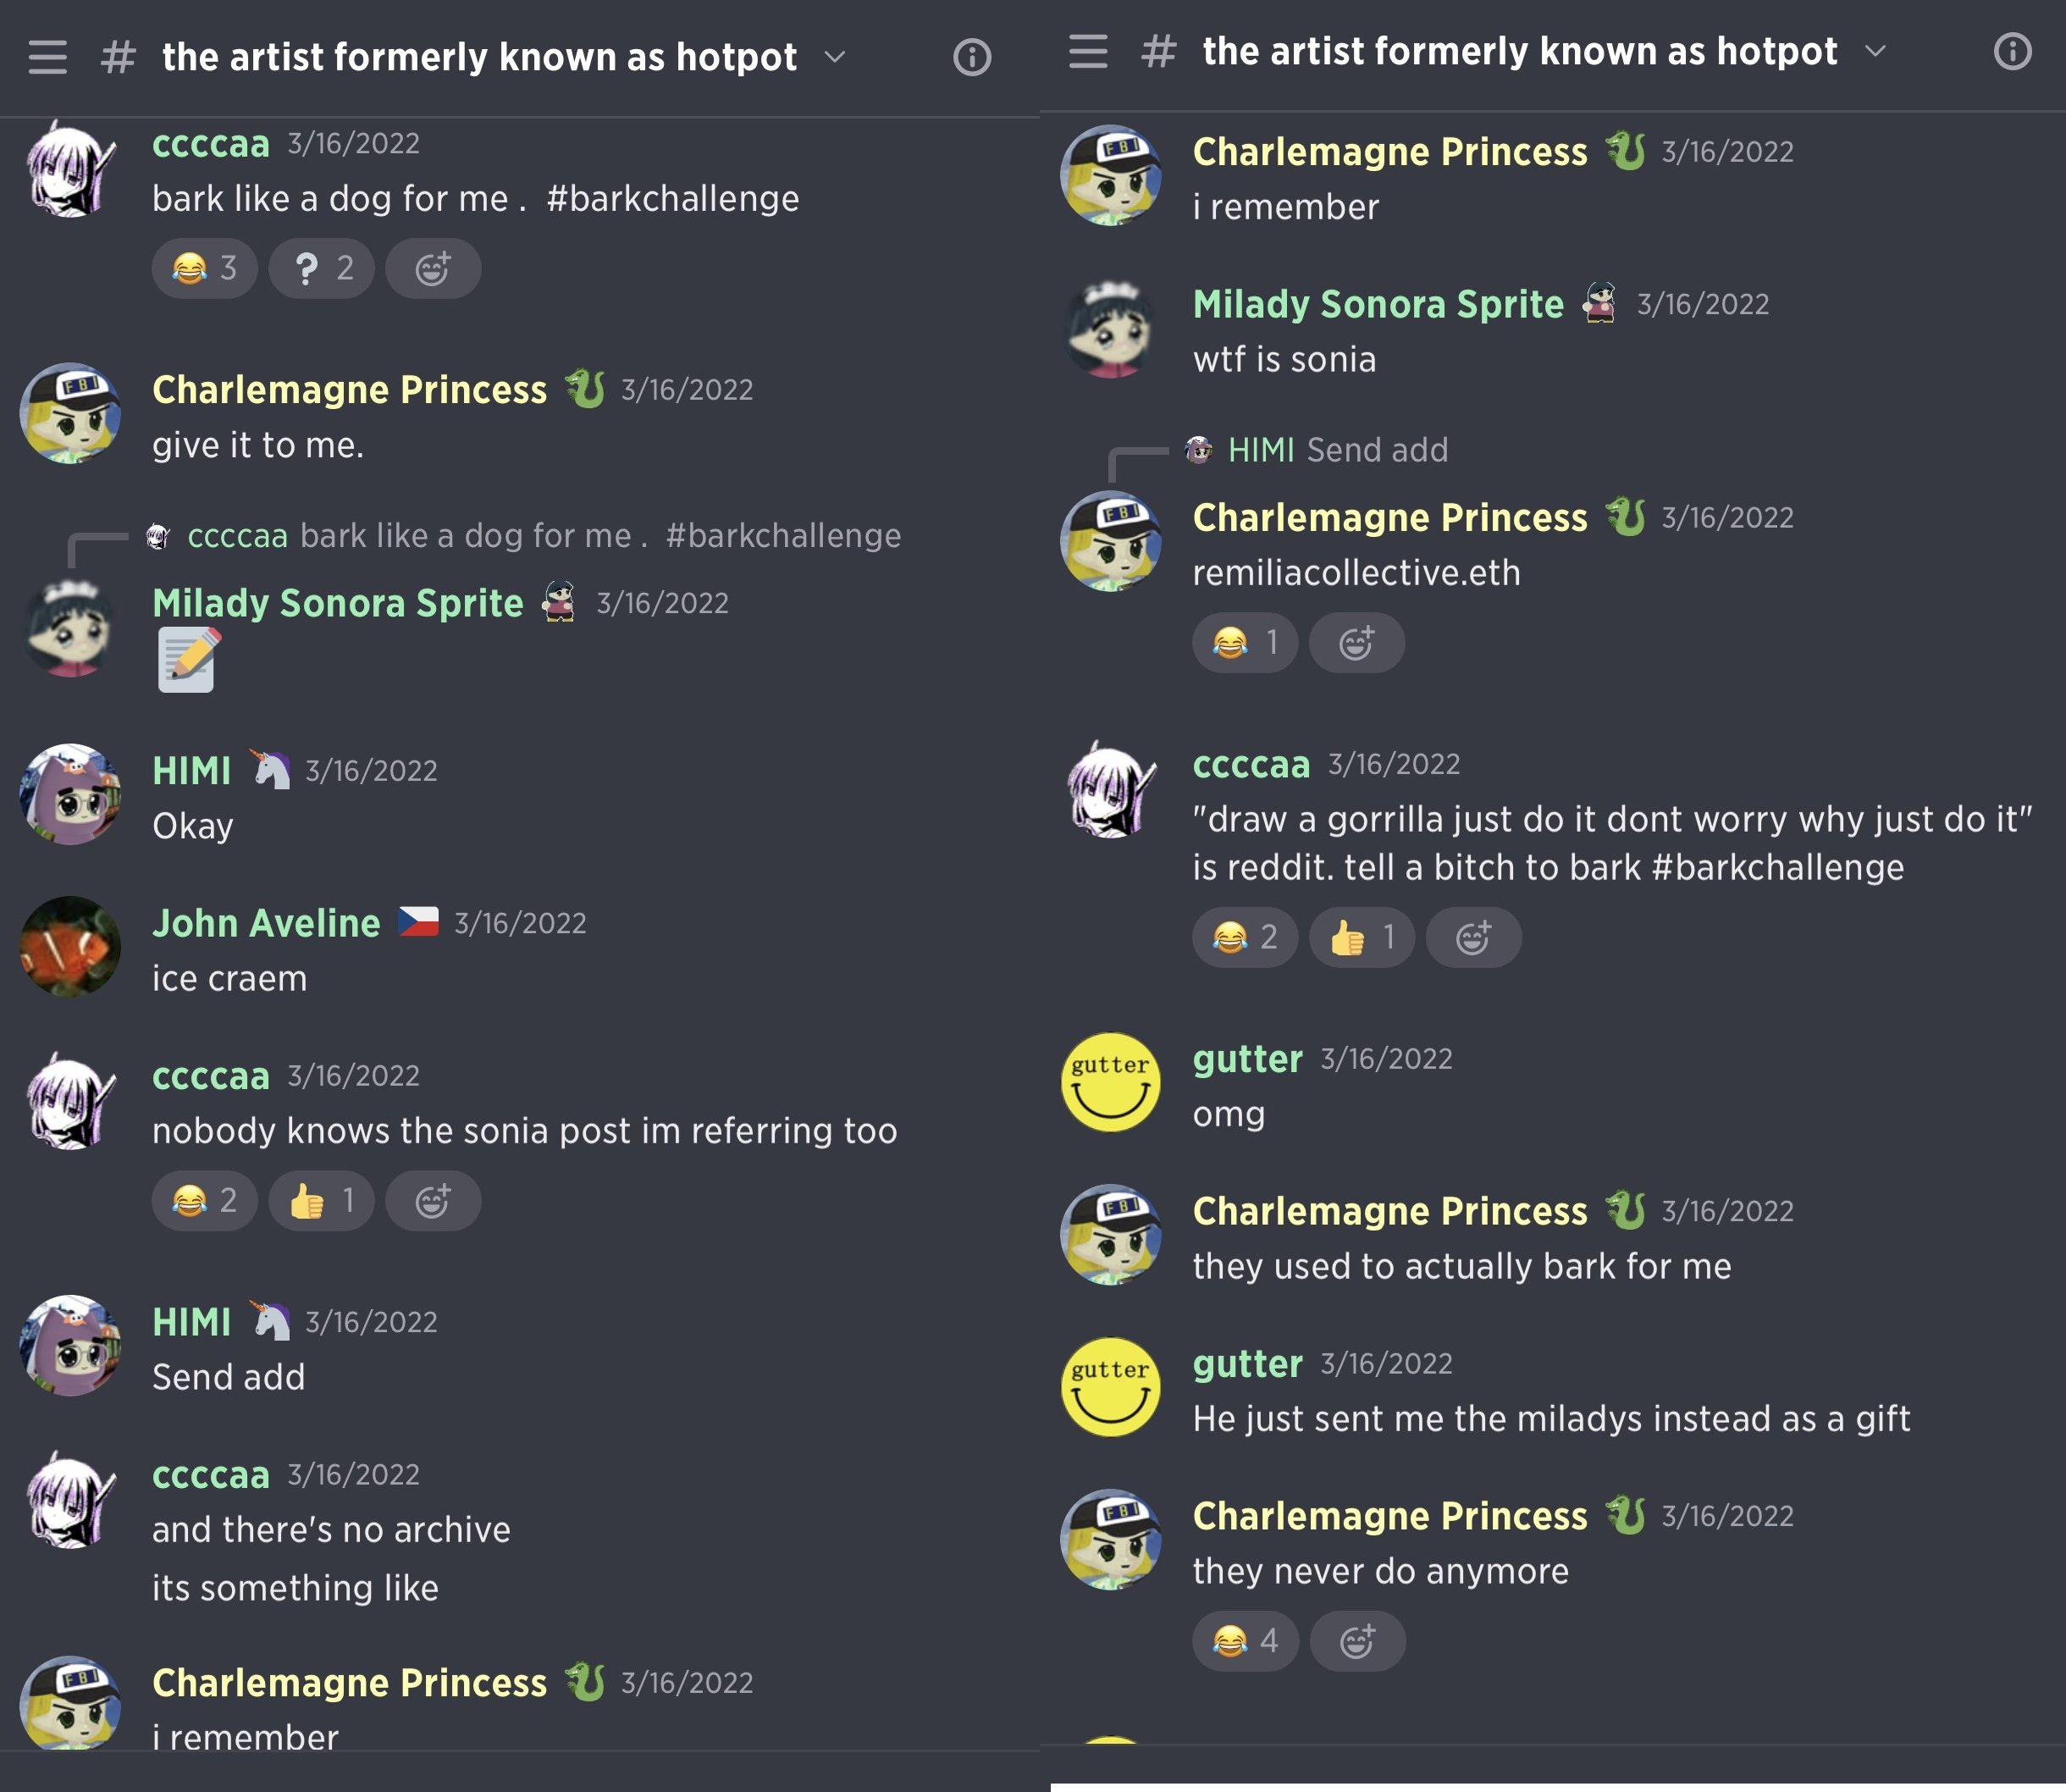 # the artist formerly known as hotpot
ccccaa 3/16/2022
bark like a dog for me . #barkchallenge
😂 3 ? 2
Charlemagne Princess 🐉 3/16/2022
give it to me.
ccccaa bark like a dog for me . #barkchallenge
Milady Sonora Sprite 3/16/2022
📝
HIMI 🦄 3/16/2022
Okay
John Aveline 🇨🇿 3/16/2022
ice craem
ccccaa 3/16/2022
nobody knows the sonia post im referring too
😂 2 👍 1
HIMI 🦄 3/16/2022
Send add
ccccaa 3/16/2022
and there's no archive
its something like
Charlemagne Princess 🐉 3/16/2022
i remember
# the artist formerly known as hotpot
FBI
Charlemagne Princess 🐉 3/16/2022
i remember
Milady Sonora Sprite 3/16/2022
wtf is sonia
HIMI Send add
Charlemagne Princess 🐉 3/16/2022
remiliacollective.eth
😂 1
ccccaa 3/16/2022
"draw a gorrilla just do it dont worry why just do it"
is reddit. tell a bitch to bark #barkchallenge
😂 2 👍 1
gutter
gutter 3/16/2022
omg
Charlemagne Princess 🐉 3/16/2022
they used to actually bark for me
gutter
gutter 3/16/2022
He just sent me the miladys instead as a gift
Charlemagne Princess 🐉 3/16/2022
they never do anymore
😂 4